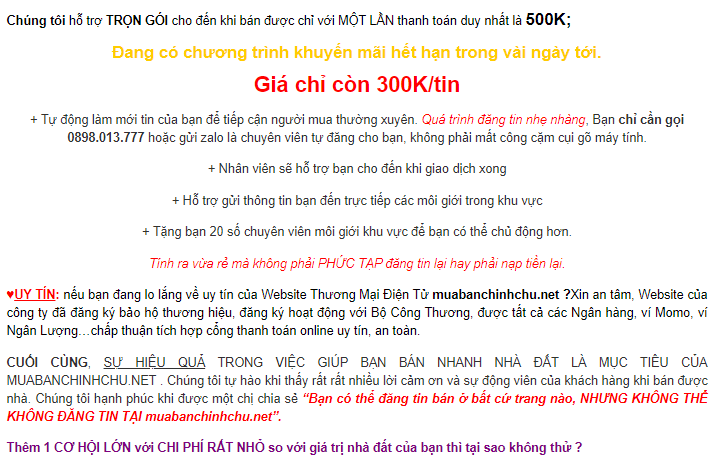 Chúng tôi hỗ trợ TRỌN GÓI cho đến khi bán được chỉ với MỘT LẦN thanh toán duy nhất là 500K;
Đang có chương trình khuyến mãi hết hạn trong vài ngày tới.
Giá chỉ còn 300K/tin
+ Tự động làm mới tin của bạn để tiếp cận người mua thường xuyên. Quá trình đăng tin nhẹ nhàng, Bạn chỉ cần gọi
0898.013.777 hoặc gửi zalo là chuyên viên tự đăng cho bạn, không phải mất công cặm cụi gõ máy tính.
+ Nhân viên sẽ hỗ trợ bạn cho đến khi giao dịch xong
+ Hỗ trợ gửi thông tin bạn đến trực tiếp các môi giới trong khu vực
+ Tặng bạn 20 số chuyên viên môi giới khu vực để bạn có thể chủ động hơn.
Tính ra vừa rẻ mà không phải PHỨC TẠP đăng tin lại hay phải nạp tiền lại.
♥UY TÍN: nếu bạn đang lo lắng về uy tín của Website Thương Mại Điện Tử muabanchinhchu.net ?Xin an tâm, Website của
công ty đã đăng ký bảo hộ thương hiệu, đăng ký hoạt động với Bộ Công Thương, được tất cả các Ngân hàng, ví Momo, ví
Ngân Lượng…chấp thuận tích hợp cổng thanh toán online uy tín, an toàn.
CUỐI CÙNG, SỰ HIỆU QUẢ TRONG VIỆC GIÚP BẠN BÁN NHANH NHÀ ĐẤT LÀ MỤC TIÊU CỦA
MUABANCHINHCHU.NET . Chúng tôi tự hào khi thấy rất rất nhiều lời cảm ơn và sự động viên của khách hàng khi bán được
nhà. Chúng tôi hạnh phúc khi được một chị chia sẻ “Bạn có thể đăng tin bán ở bất cứ trang nào, NHƯNG KHÔNG THỂ
KHÔNG ĐĂNG TIN TẠI muabanchinhchu.net”.
Thêm 1 CƠ HỘI LỚN với CHI PHÍ RẤT NHỎ so với giá trị nhà đất của bạn thì tại sao không thử ?